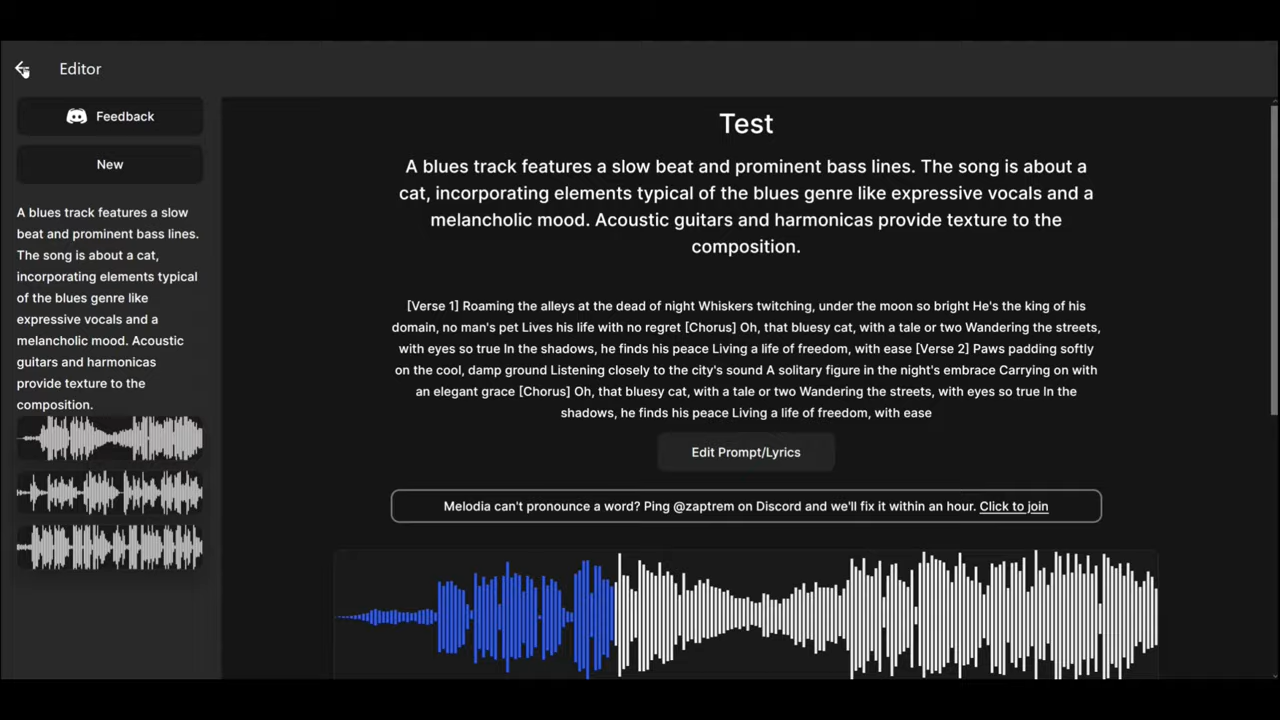 Editor
Feedback
New
A blues track features a slow
beat and prominent bass lines.
The song is about a cat,
incorporating elements typical
of the blues genre like
expressive vocals and a
melancholic mood. Acoustic
guitars and harmonicas
provide texture to the
composition.
Test
A blues track features a slow beat and prominent bass lines. The song is about a
cat, incorporating elements typical of the blues genre like expressive vocals and a
melancholic mood. Acoustic guitars and harmonicas provide texture to the
composition.
[Verse 1] Roaming the alleys at the dead of night Whiskers twitching, under the moon so bright He's the king of his
domain, no man's pet Lives his life with no regret [Chorus] Oh, that bluesy cat, with a tale or two Wandering the streets,
with eyes so true In the shadows, he finds his peace Living a life of freedom, with ease [Verse 2] Paws padding softly
on the cool, damp ground Listening closely to the city's sound A solitary figure in the night's embrace Carrying on with
an elegant grace [Chorus] Oh, that bluesy cat, with a tale or two Wandering the streets, with eyes so true In the
shadows, he finds his peace Living a life of freedom, with ease
Edit Prompt/Lyrics
Melodia can't pronounce a word? Ping @zaptrem on Discord and we'll fix it within an hour. Click to join